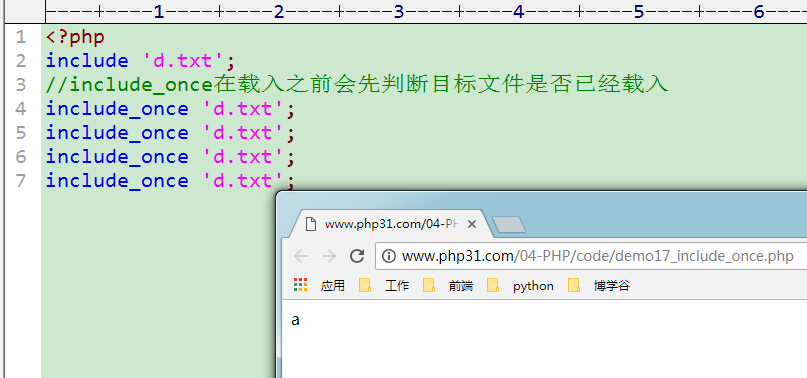 ----+----1----+----2----+----3----+----4----+----5----+----6----
1 <?php
2 include 'd.txt';
3 //include_once在载入之前会先判断目标文件是否已经载入
4 include_once 'd.txt';
5 include_once 'd.txt';
6 include_once 'd.txt';
7 include_once 'd.txt';
www.php31.com/04-PH
www.php31.com/04-PHP/code/demo17_include_once.php
应用 工作 前端 python 博学谷
a